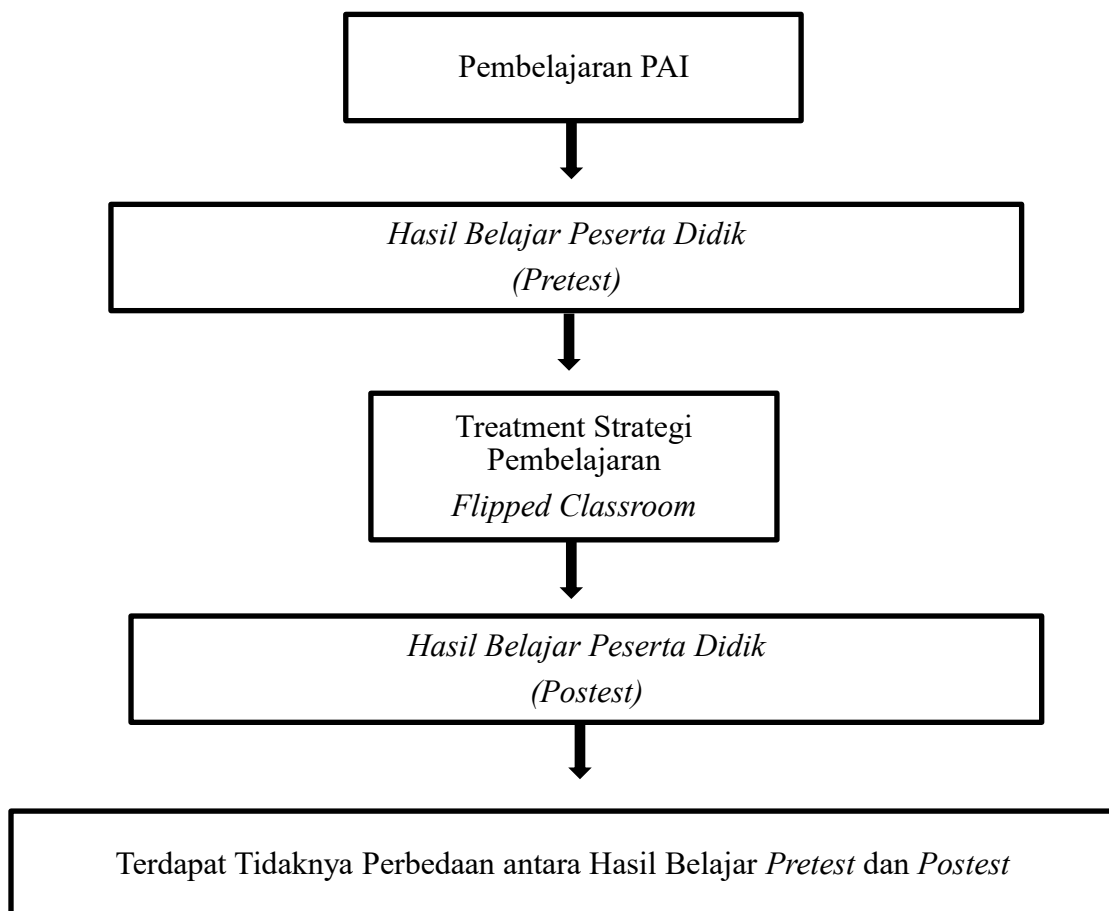 Pembelajaran PAI
Hasil Belajar Peserta Didik
(Pretest)
Treatment Strategi
Pembelajaran
Flipped Classroom
Hasil Belajar Peserta Didik
(Postest)
Terdapat Tidaknya Perbedaan antara Hasil Belajar Pretest dan Postest